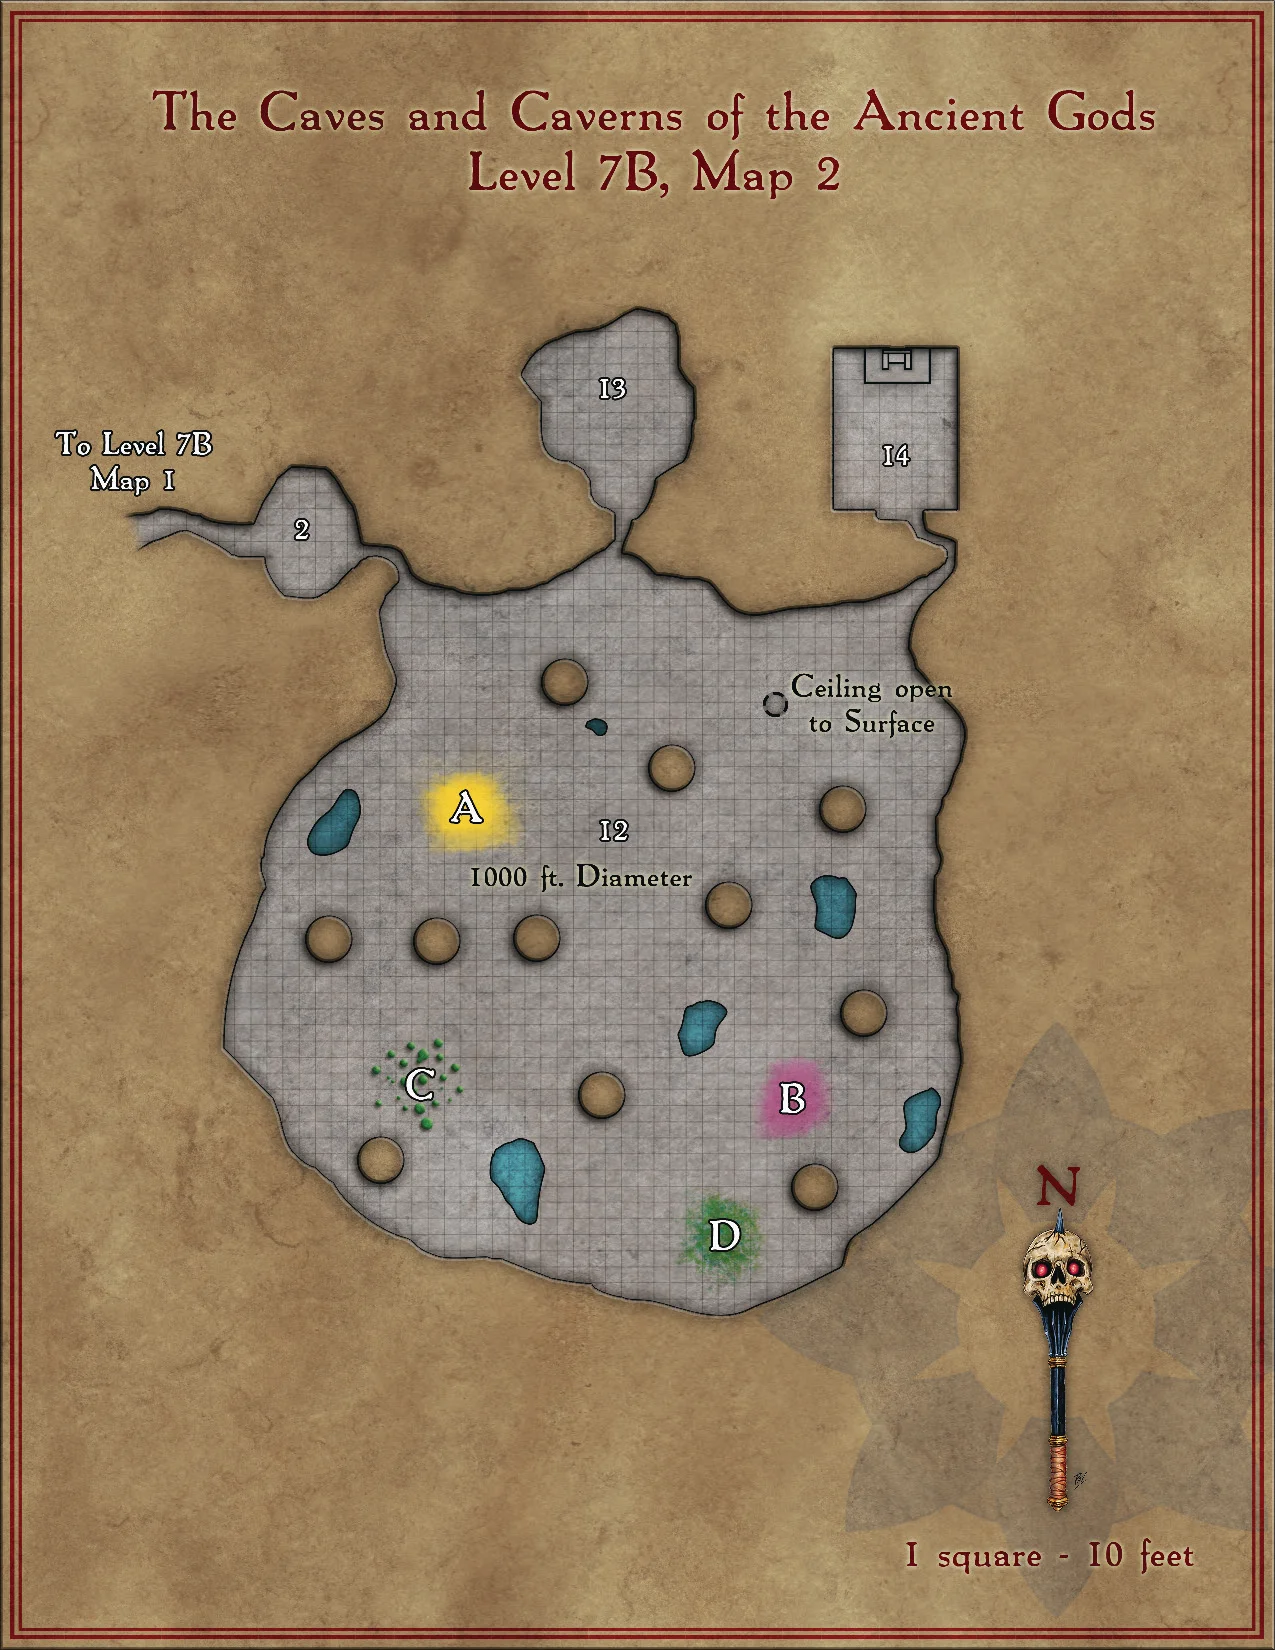 The Caves and Caverns of the Ancient Gods
Level 7B, Map 2
13
14
To Level 7B
Map 1
2
Ceiling open
to Surface
A
12
1000 ft. Diameter
C
B
D
N
1 square - 10 feet